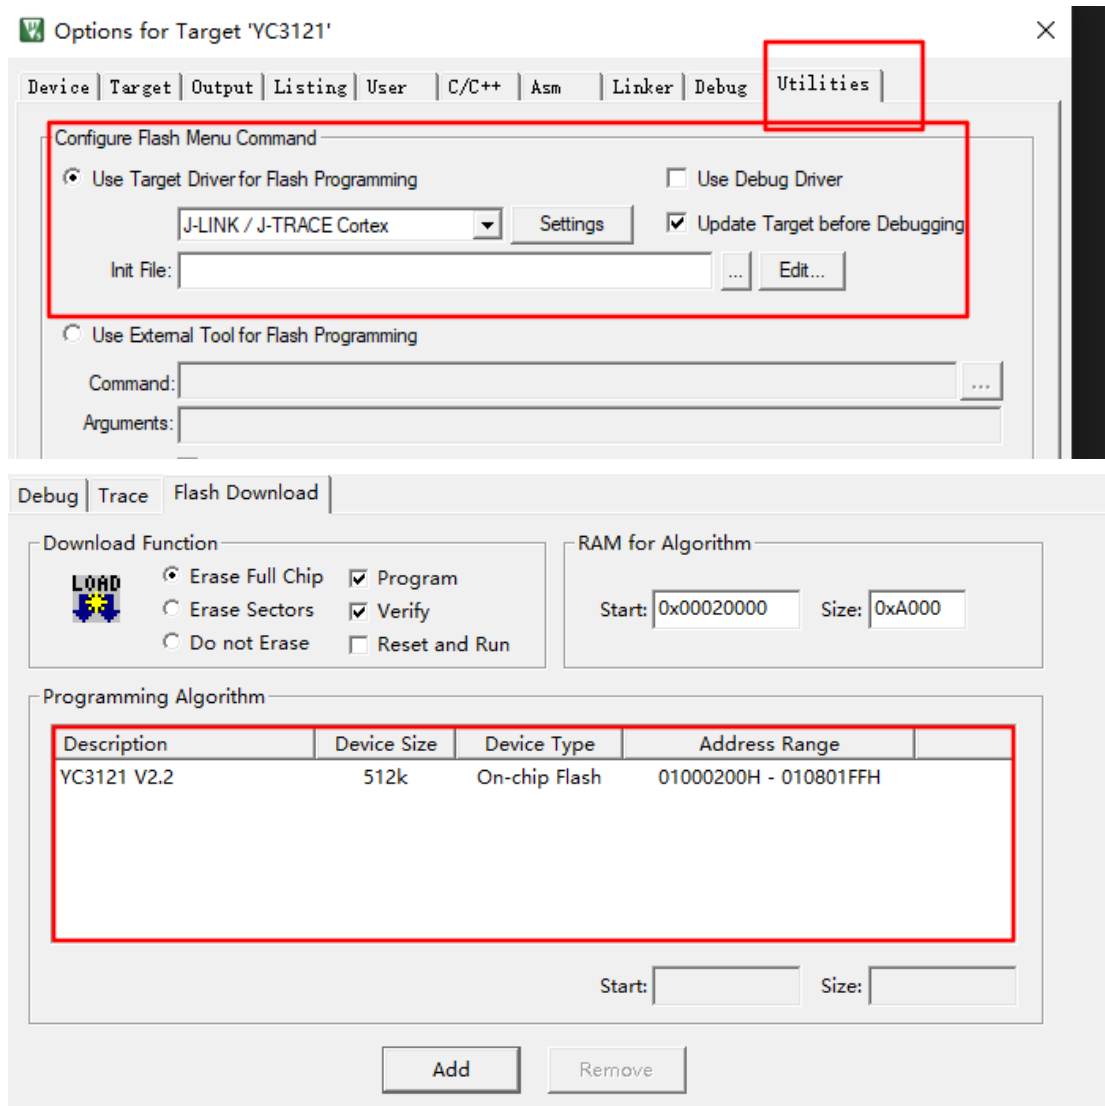 Options for Target 'YC3121'
Device Target Output Listing User C/C++ Asm Linker Debug Utilities
Configure Flash Menu Command
Use Target Driver for Flash Programming Use Debug Driver
J-LINK / J-TRACE Cortex Settings Update Target before Debugging
Init File: ... Edit...
Use External Tool for Flash Programming
Command: ...
Arguments:
Debug Trace Flash Download
Download Function RAM for Algorithm
LOAD
Erase Full Chip Program
Erase Sectors Verify Start: 0x00020000 Size: 0xA000
Do not Erase Reset and Run
Programming Algorithm
Description Device Size Device Type Address Range
YC3121 V2.2 512k On-chip Flash 01000200H - 010801FFH
Start: Size:
Add Remove